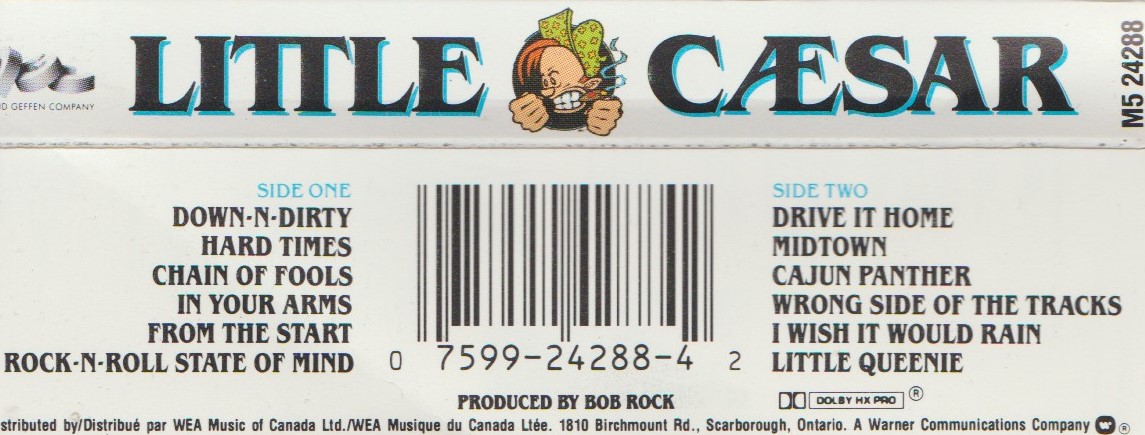 LITTLE CÆSAR
D GEFFEN COMPANY
M5 24288
SIDE ONE
DOWN-N-DIRTY
HARD TIMES
CHAIN OF FOOLS
IN YOUR ARMS
FROM THE START
ROCK-N-ROLL STATE OF MIND
SIDE TWO
DRIVE IT HOME
MIDTOWN
CAJUN PANTHER
WRONG SIDE OF THE TRACKS
I WISH IT WOULD RAIN
LITTLE QUEENIE
0 7599-24288-4 2
PRODUCED BY BOB ROCK
DOLBY HX PRO ®
stributed by/Distribué par WEA Music of Canada Ltd./WEA Musique du Canada Ltée. 1810 Birchmount Rd., Scarborough, Ontario. A Warner Communications Company ®